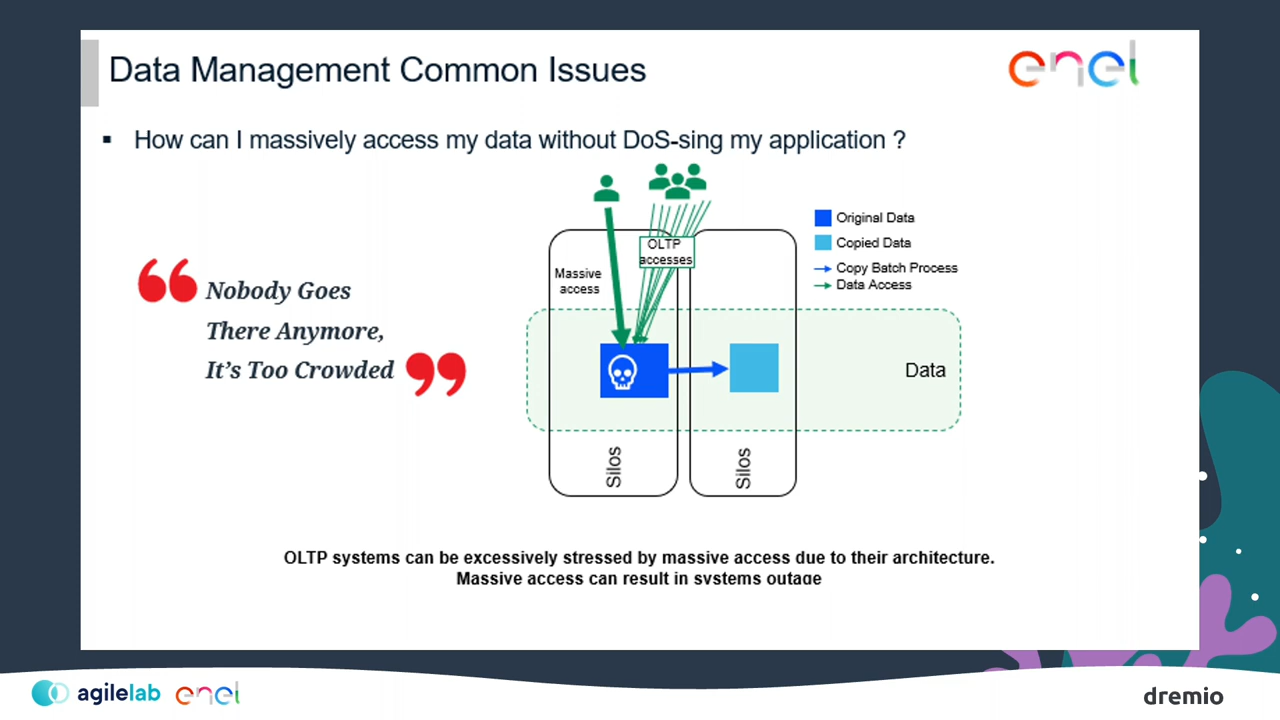 Data Management Common Issues
enel
▪ How can I massively access my data without DoS-sing my application ?
OLTP
accesses
Massive
access
Original Data
Copied Data
Copy Batch Process
Data Access
“ Nobody Goes
There Anymore,
It’s Too Crowded ”
Data
Silos
Silos
OLTP systems can be excessively stressed by massive access due to their architecture.
Massive access can result in systems outage
agilelab enel
dremio